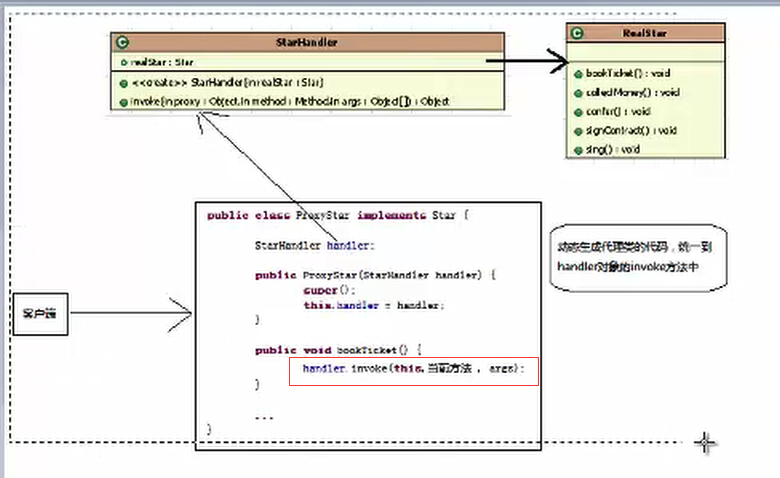 StarHandler
realStar : Star
<<create>> StarHandler(in realStar : Star)
invoke(in proxy : Object,in method : Method,in args : Object[]) : Object
RealStar
bookTicket() : void
collectMoney() : void
confer() : void
signContract() : void
sing() : void
public class ProxyStar implements Star {
StarHandler handler;
public ProxyStar(StarHandler handler) {
super();
this.handler = handler;
}
public void bookTicket() {
handler.invoke(this,当前方法 , args);
}
...
}
动态生成代理类的代码，统一到
handler对象的invoke方法中
客户端